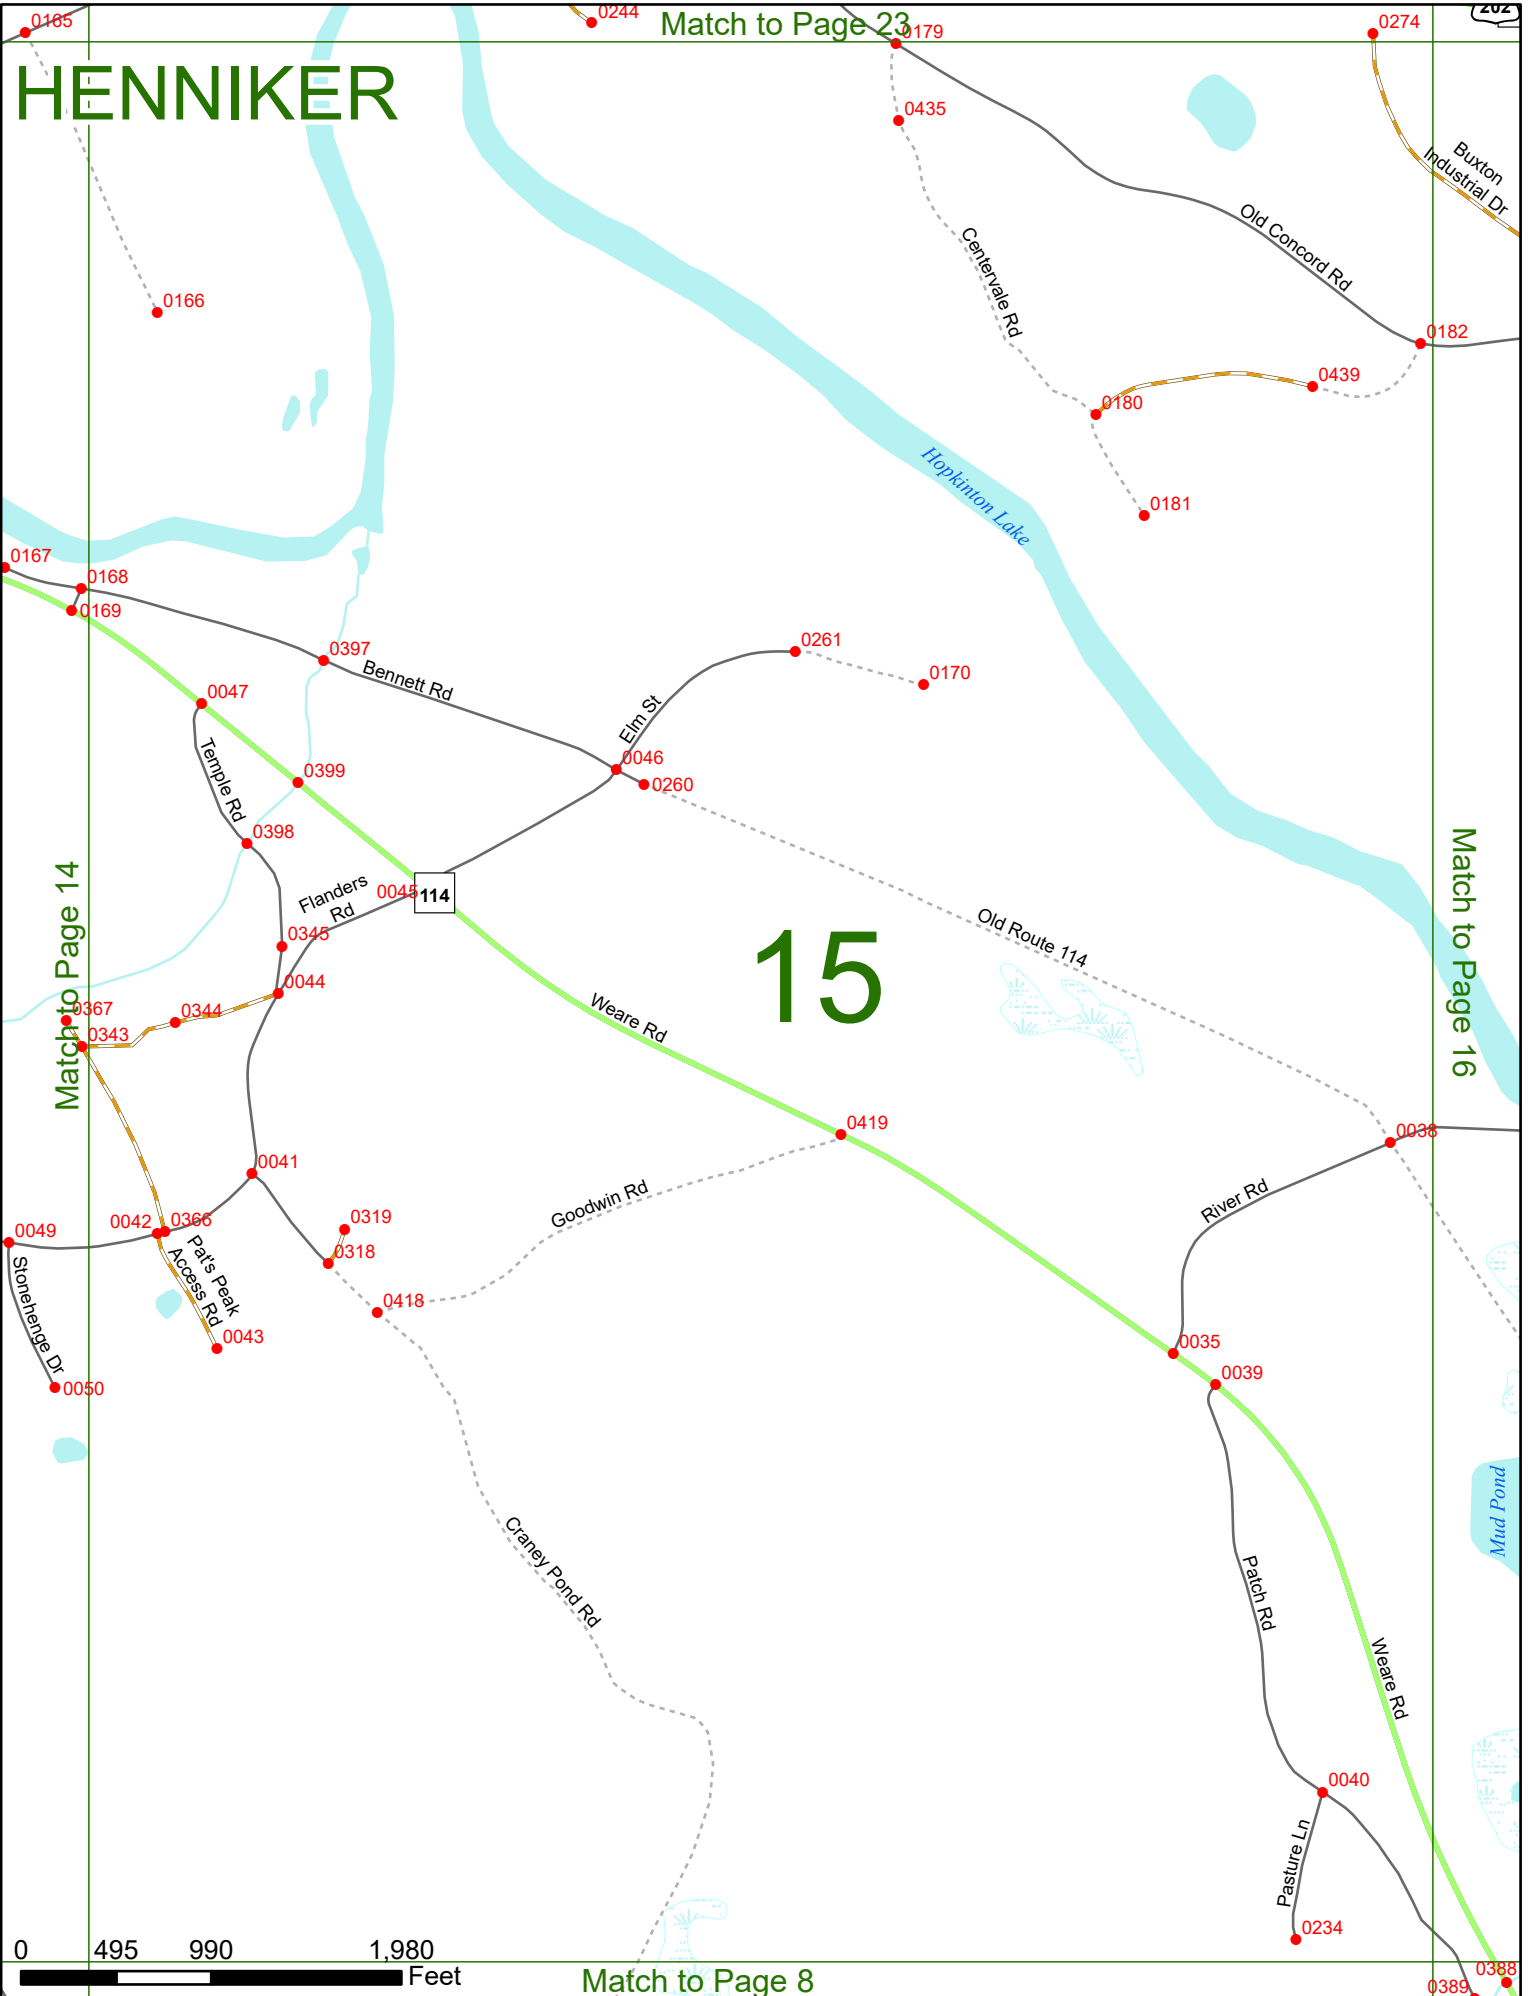 0165
0244
Match to Page 23
0179
0274
202
HENNIKER
0435
Buxton
Industrial Dr
Old Concord Rd
Centervale Rd
0166
0182
0439
0180
Hopkinton Lake
0181
0167
0168
0169
0397
Bennett Rd
0261
0170
0047
Elm St
Temple Rd
0046
0260
0399
0398
Flanders
Rd
0045
114
0345
Old Route 114
15
Match to Page 14
Match to Page 16
0044
0367
0344
0343
Weare Rd
0419
0038
0041
Goodwin Rd
River Rd
0049
0042
0366
0319
0318
Pat's Peak
Access Rd
Stonehenge Dr
0418
0043
0050
0035
0039
Mud Pond
Craney Pond Rd
Patch Rd
Weare Rd
0040
Pasture Ln
0234
0 495 990 1,980
Feet
Match to Page 8
0388
0389